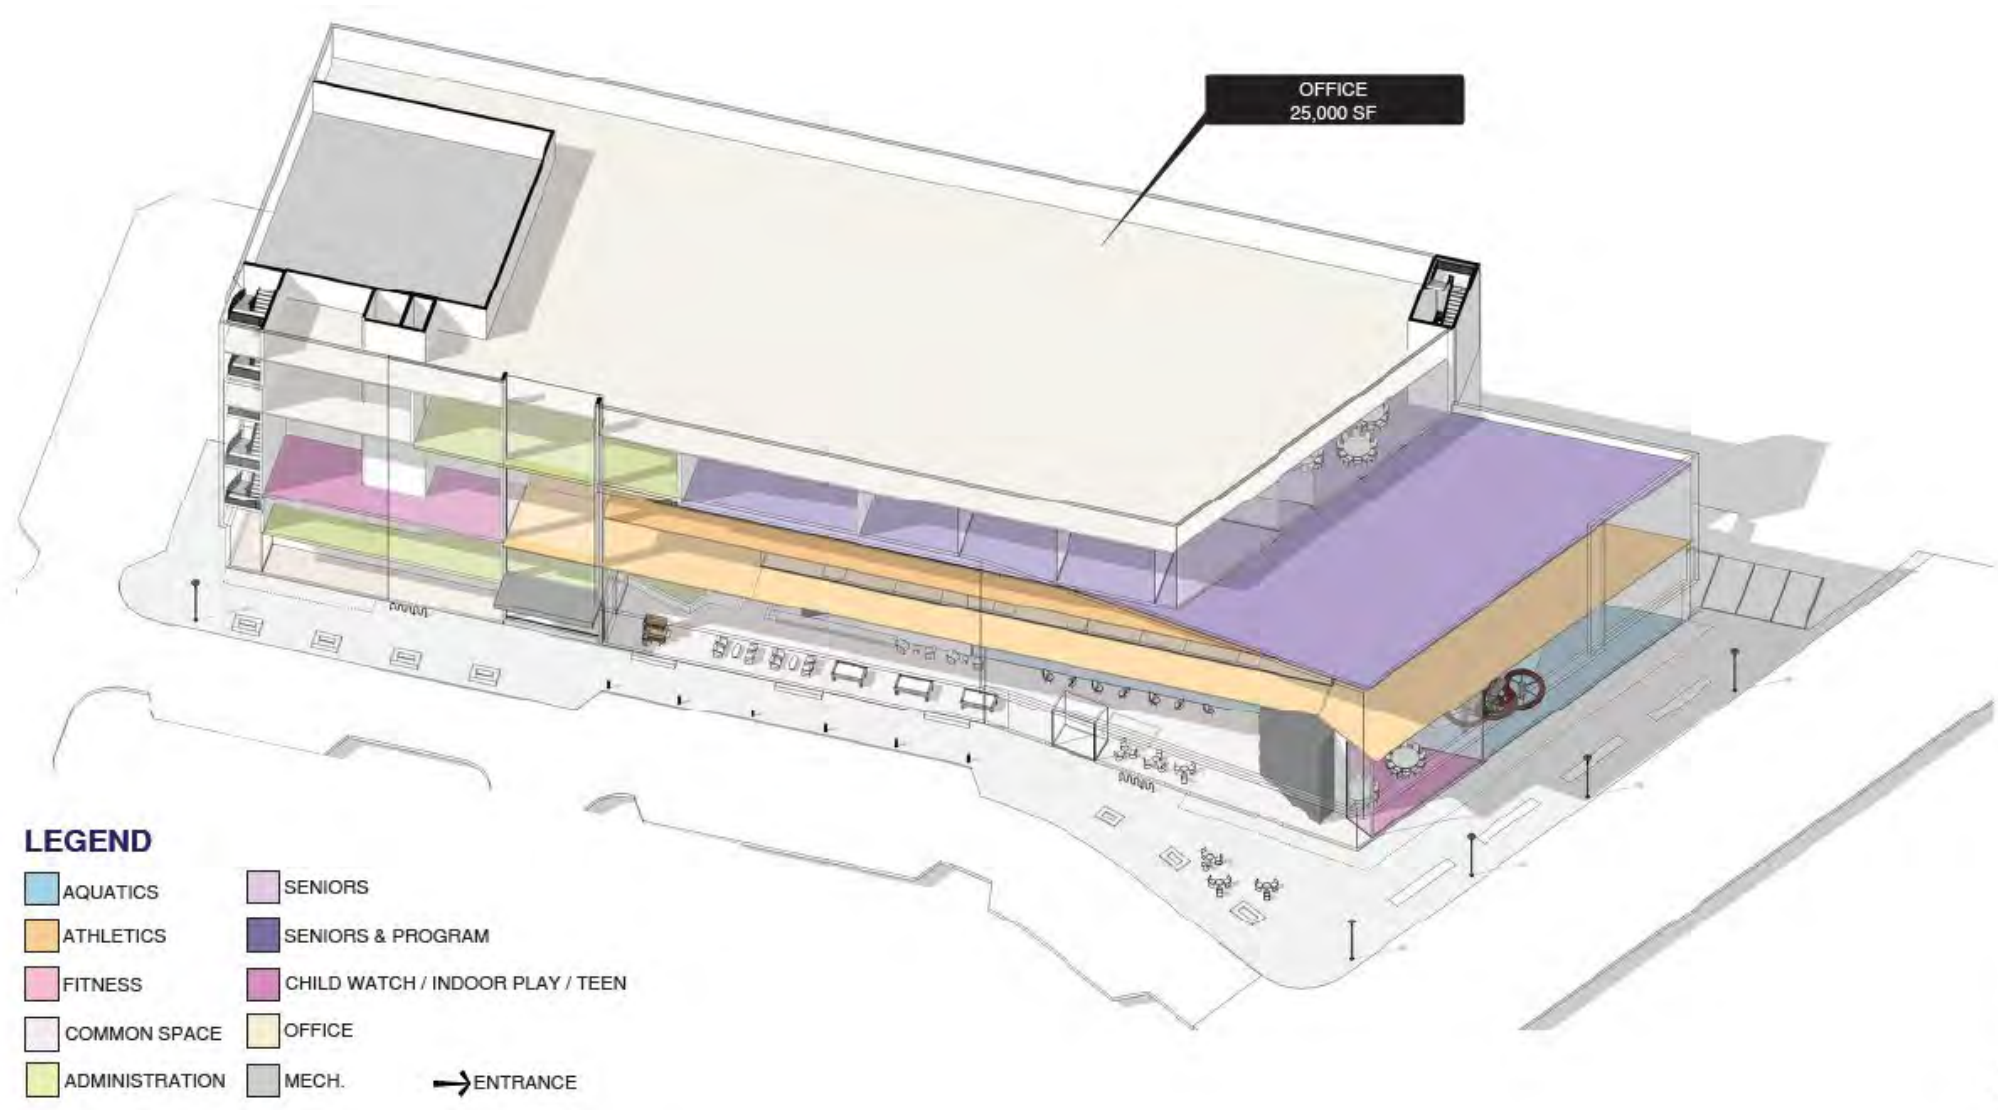 OFFICE
25,000 SF
LEGEND
AQUATICS
ATHLETICS
FITNESS
COMMON SPACE
ADMINISTRATION
SENIORS
SENIORS & PROGRAM
CHILD WATCH / INDOOR PLAY / TEEN
OFFICE
MECH.
ENTRANCE